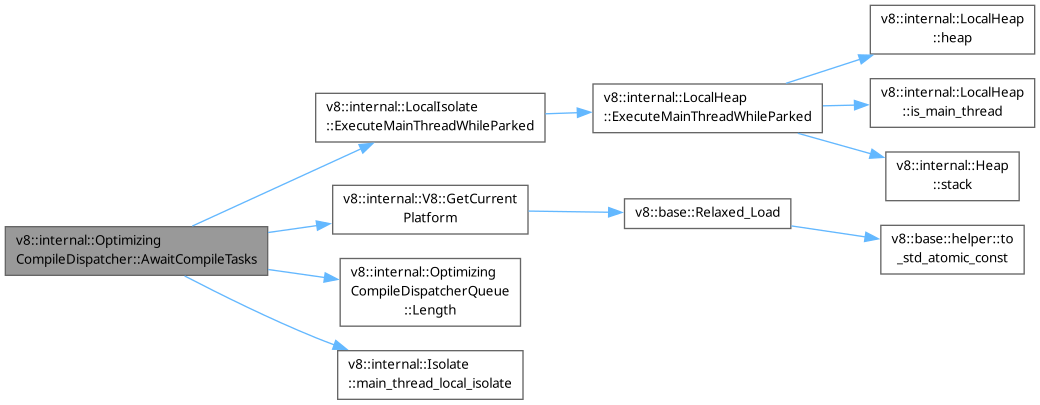 v8::internal::Optimizing
CompileDispatcher::AwaitCompileTasks
v8::internal::LocalIsolate
::ExecuteMainThreadWhileParked
v8::internal::LocalHeap
::ExecuteMainThreadWhileParked
v8::internal::LocalHeap
::heap
v8::internal::LocalHeap
::is_main_thread
v8::internal::Heap
::stack
v8::internal::V8::GetCurrent
Platform
v8::base::Relaxed_Load
v8::base::helper::to
_std_atomic_const
v8::internal::Optimizing
CompileDispatcherQueue
::Length
v8::internal::Isolate
::main_thread_local_isolate